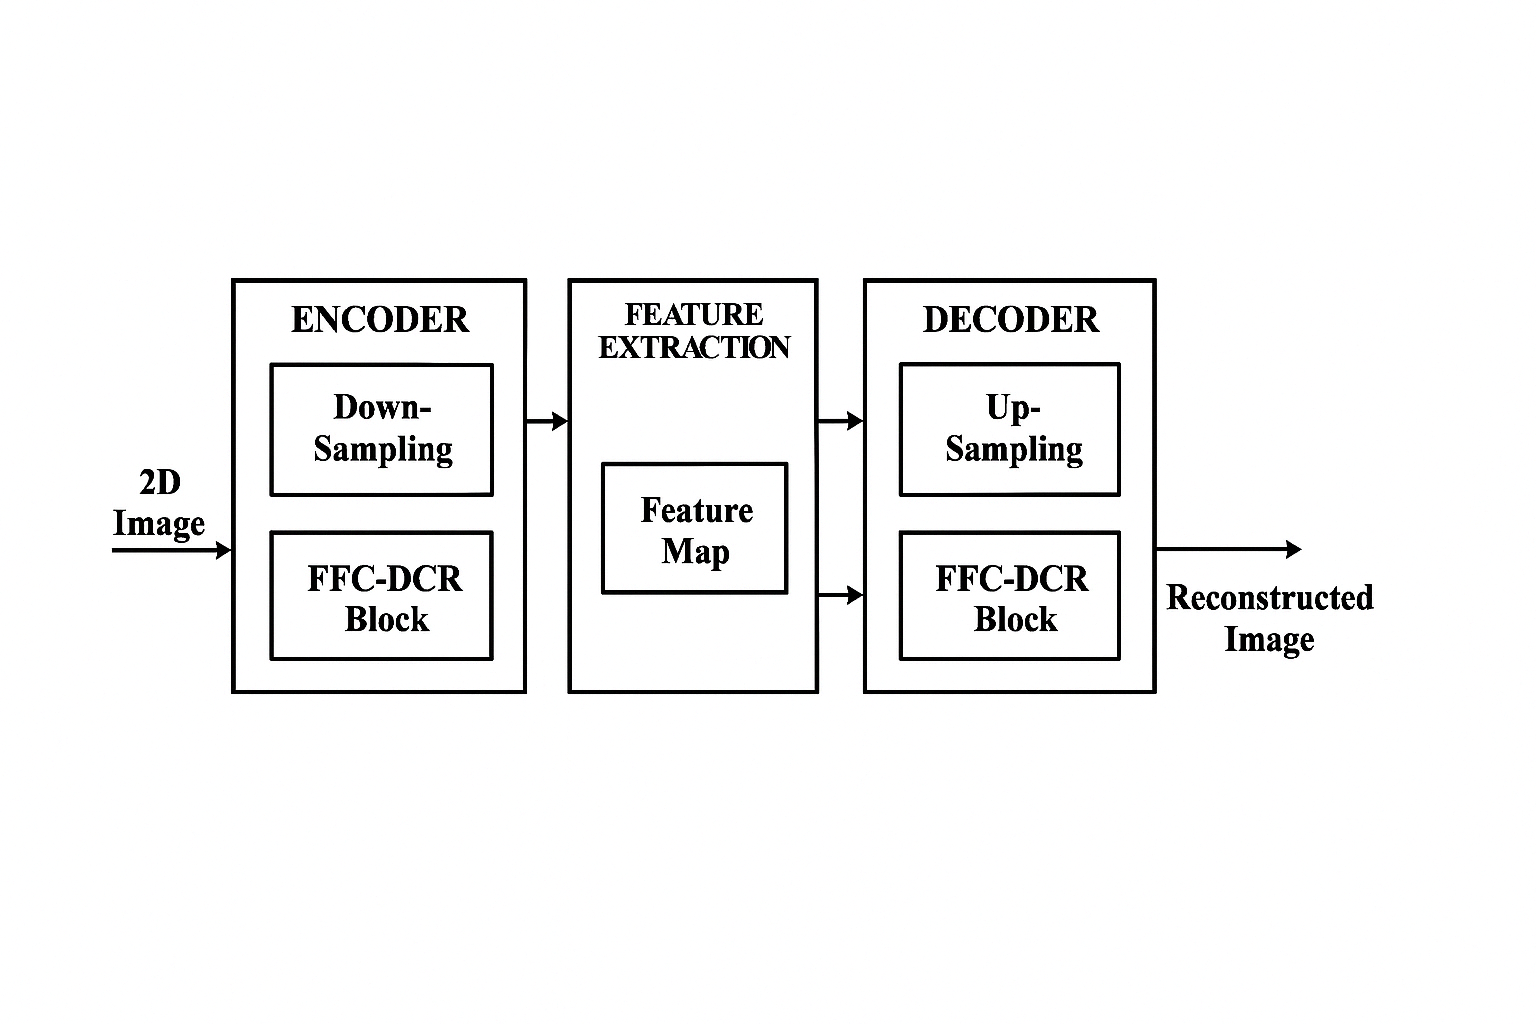 2D
Image
ENCODER
Down-
Sampling
FFC-DCR
Block
FEATURE
EXTRACTION
Feature
Map
DECODER
Up-
Sampling
FFC-DCR
Block
Reconstructed
Image